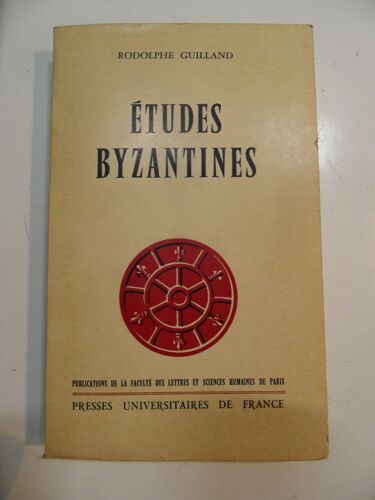 RODOLPHE GUILLAND
ÉTUDES
BYZANTINES
PUBLICATIONS DE LA FACULTÉ DES LETTRES ET SCIENCES HUMAINES DE PARIS
PRESSES UNIVERSITAIRES DE FRANCE